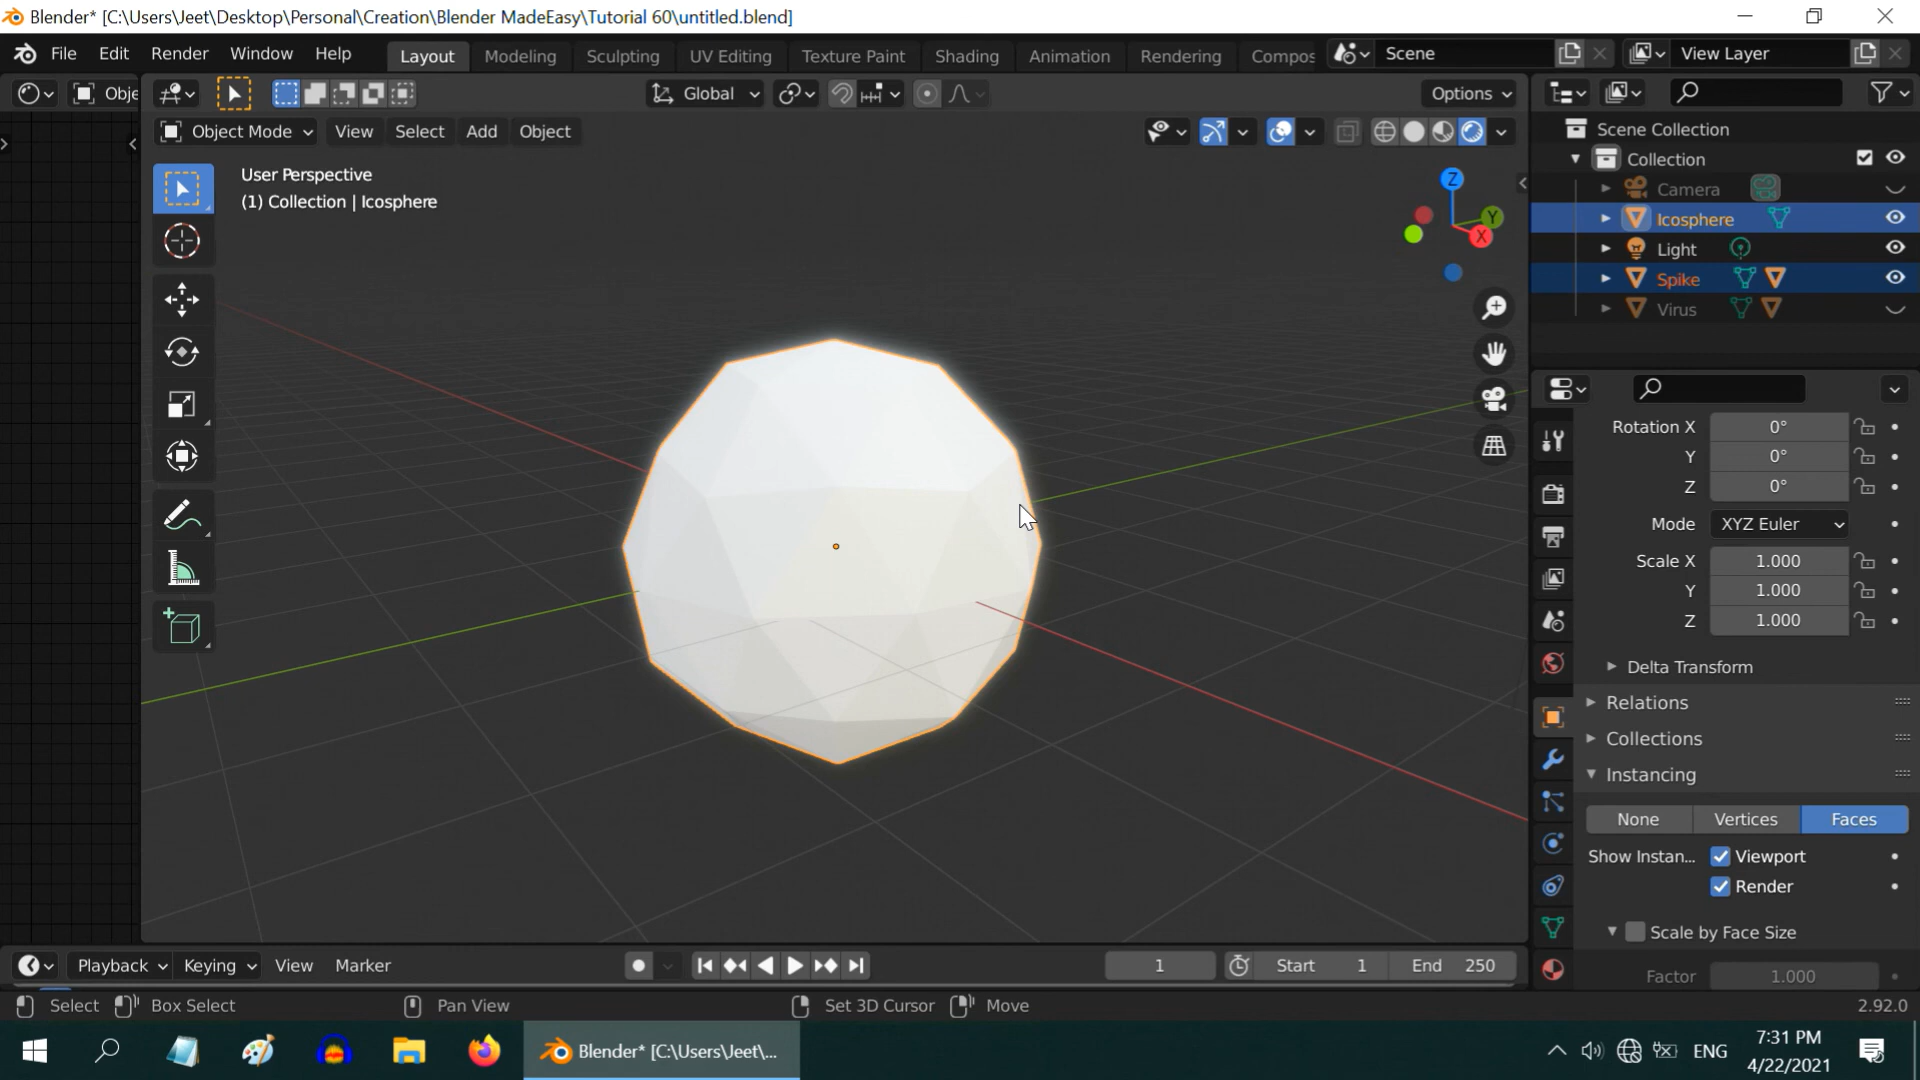 Blender* [C:\Users\Jeet\Desktop\Personal\Creation\Blender MadeEasy\Tutorial 60\untitled.blend]
File Edit Render Window Help Layout Modeling Sculpting UV Editing Texture Paint Shading Animation Rendering Compos Scene View Layer
Obje Global Options
Object Mode View Select Add Object
User Perspective
(1) Collection | Icosphere
Z
Y
X
Scene Collection
Collection
Camera
Icosphere
Light
Spike
Virus
Rotation X 0°
Y 0°
Z 0°
Mode XYZ Euler
Scale X 1.000
Y 1.000
Z 1.000
Delta Transform
Relations
Collections
Instancing
None Vertices Faces
Show Instan... Viewport
Render
Scale by Face Size
Factor 1.000
Playback Keying View Marker 1 Start 1 End 250
Select Box Select Pan View Set 3D Cursor Move 2.92.0
Blender* [C:\Users\Jeet\... ENG 7:31 PM
4/22/2021